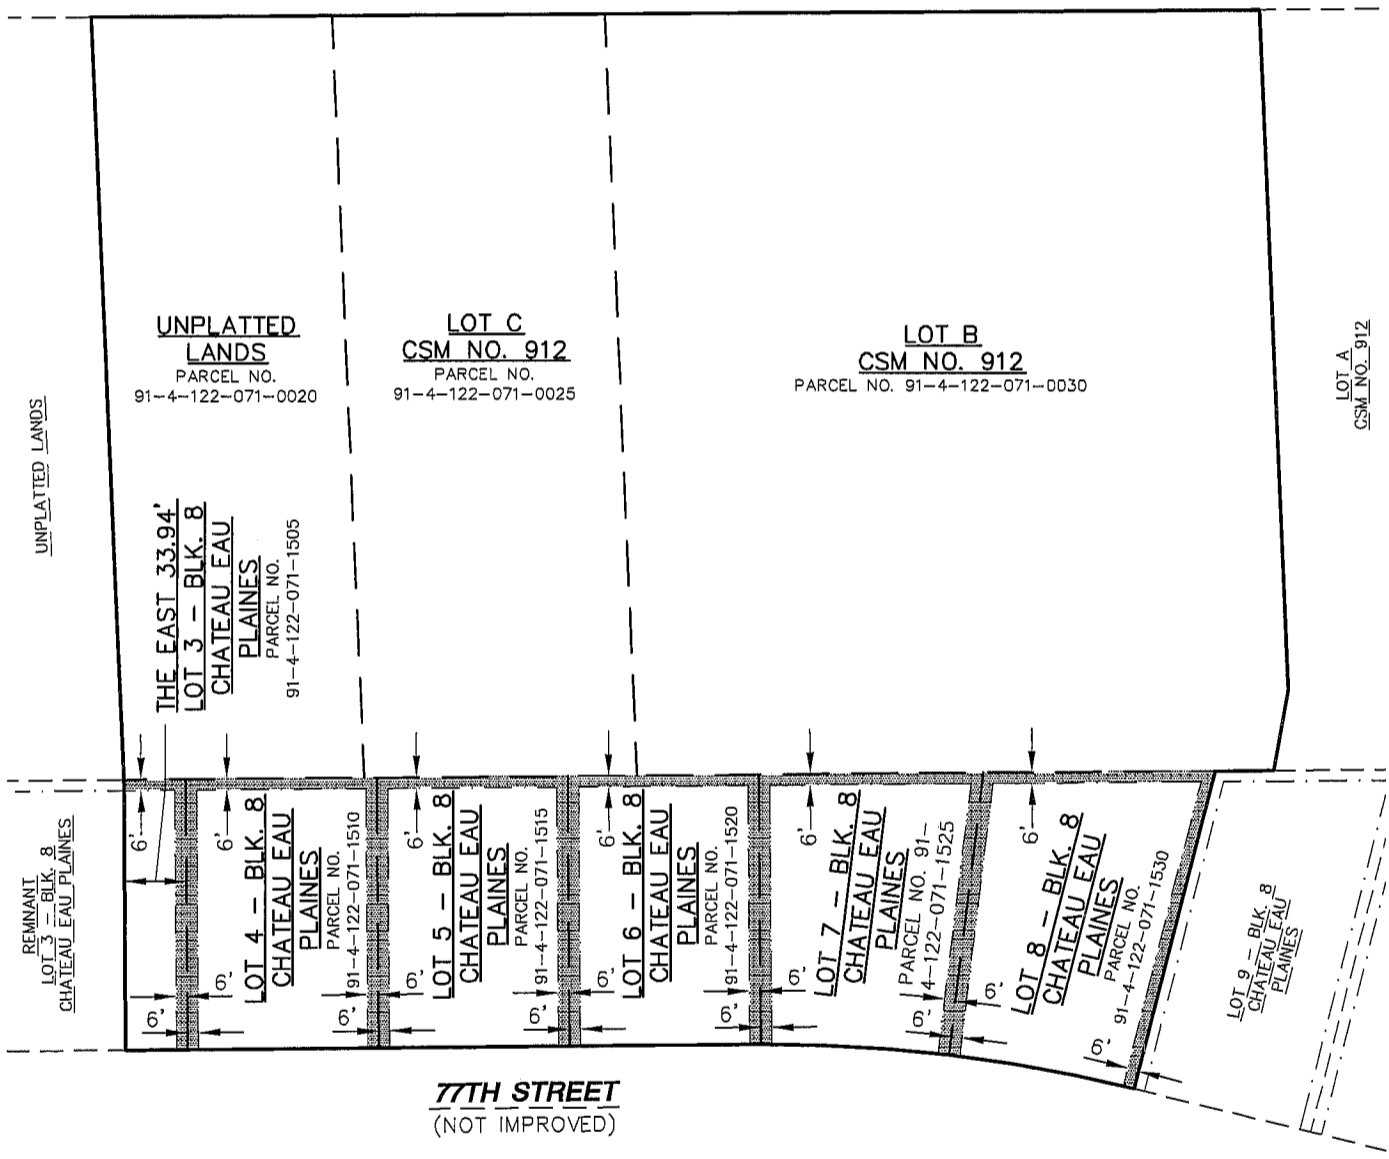 UNPLATTED
LANDS
PARCEL NO.
91-4-122-071-0020
LOT C
CSM NO. 912
PARCEL NO.
91-4-122-071-0025
LOT B
CSM NO. 912
PARCEL NO. 91-4-122-071-0030
LOT A
CSM NO. 912
UNPLATTED LANDS
THE EAST 33.94'
LOT 3 - BLK. 8
CHATEAU EAU
PLAINES
PARCEL NO.
91-4-122-071-1505
REMNANT
LOT 3 - BLK. 8
CHATEAU EAU PLAINES
6'
6'
6'
6'
6'
6'
LOT 4 - BLK. 8
CHATEAU EAU
PLAINES
PARCEL NO.
91-4-122-071-1510
LOT 5 - BLK. 8
CHATEAU EAU
PLAINES
PARCEL NO.
91-4-122-071-1515
LOT 6 - BLK. 8
CHATEAU EAU
PLAINES
PARCEL NO.
91-4-122-071-1520
LOT 7 - BLK. 8
CHATEAU EAU
PLAINES
PARCEL NO. 91-
4-122-071-1525
LOT 8 - BLK. 8
CHATEAU EAU
PLAINES
PARCEL NO.
91-4-122-071-1530
LOT 9 - BLK. 8
CHATEAU EAU
PLAINES
6'
6'
6'
6'
6'
6'
6'
6'
6'
6'
6'
77TH STREET
(NOT IMPROVED)